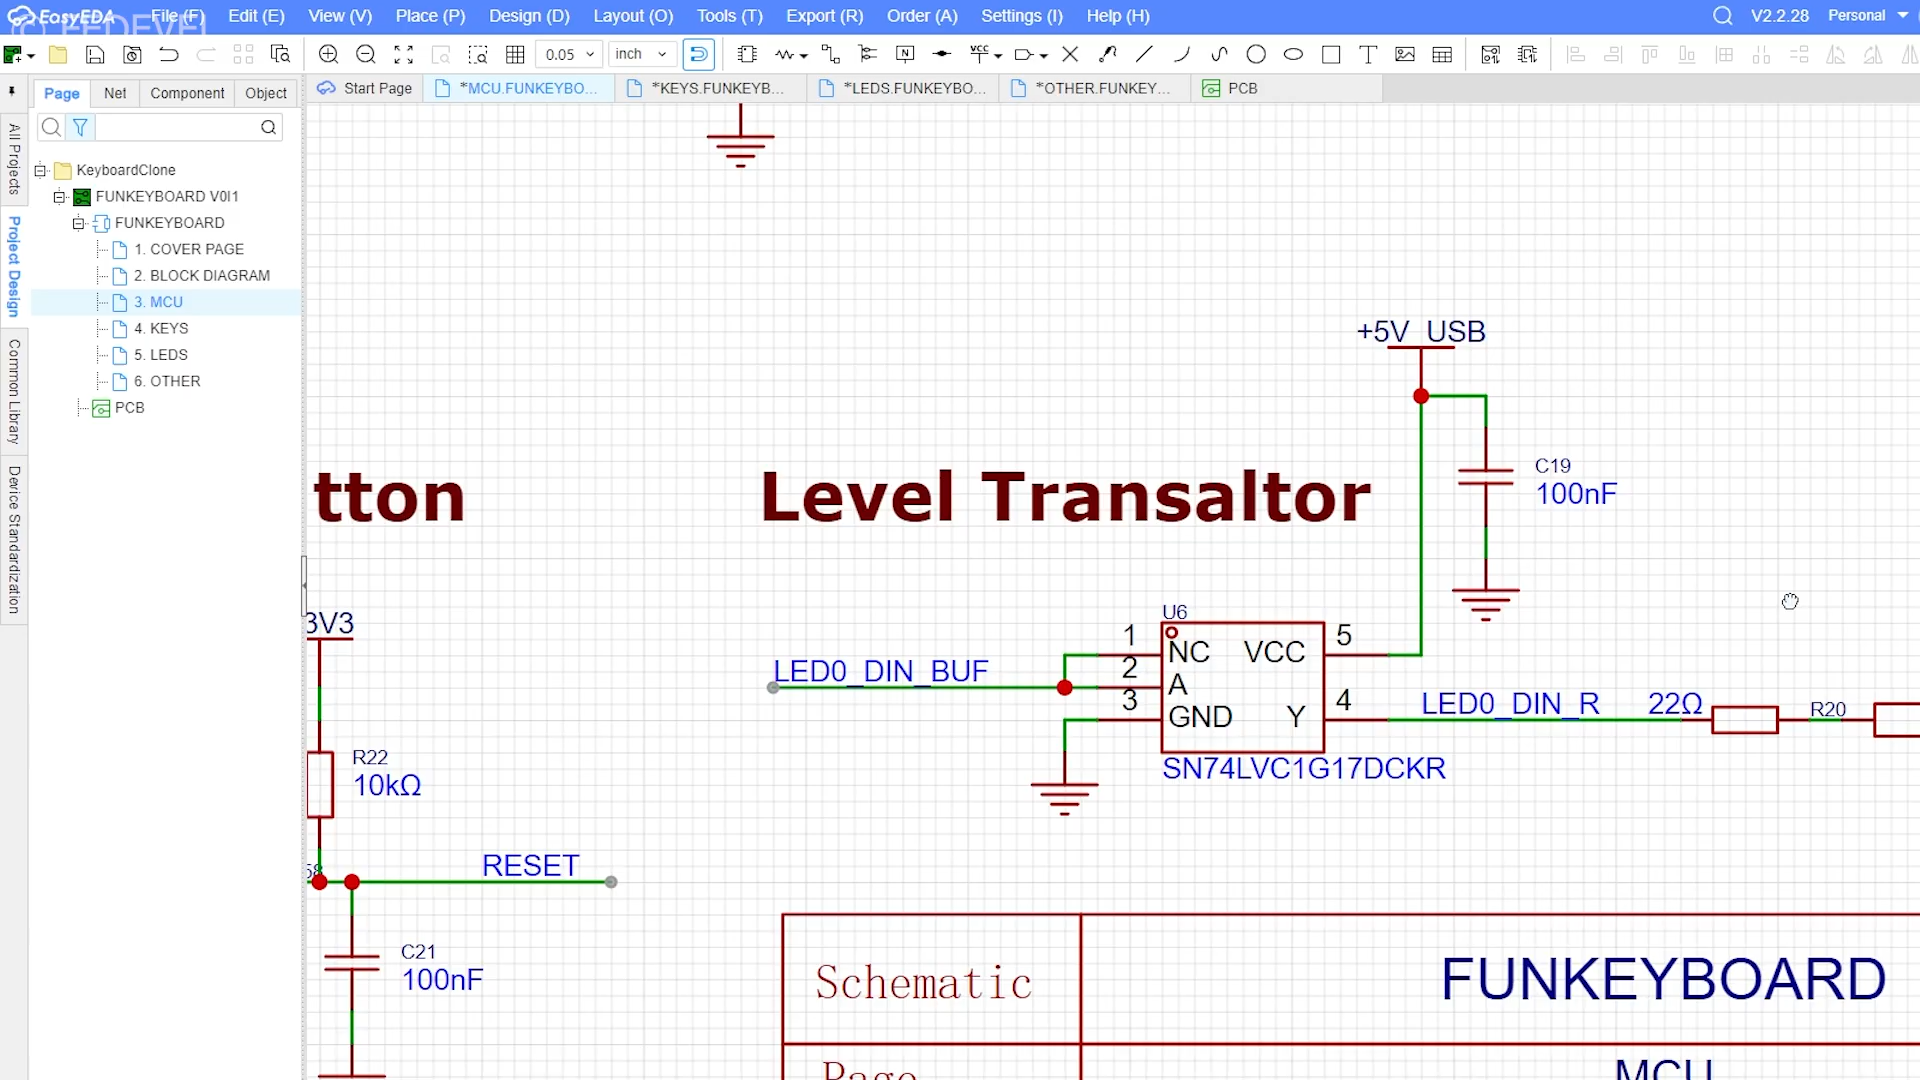 EasyEDA
File (F) Edit (E) View (V) Place (P) Design (D) Layout (O) Tools (T) Export (R) Order (A) Settings (I) Help (H) V2.2.28 Personal
0.05 inch VCC
Page Net Component Object
Start Page *MCU.FUNKEYBO... *KEYS.FUNKEYB... *LEDS.FUNKEYBO... *OTHER.FUNKEY... PCB
All Projects
Project Design
Common Library
Device Standardization
KeyboardClone
FUNKEYBOARD V0I1
FUNKEYBOARD
1. COVER PAGE
2. BLOCK DIAGRAM
3. MCU
4. KEYS
5. LEDS
6. OTHER
PCB
+5V_USB
C19
100nF
tton
Level Transaltor
3V3
U6
1 NC VCC 5
2 A
3 GND Y 4
LED0_DIN_BUF
LED0_DIN_R 22Ω R20
SN74LVC1G17DCKR
R22
10kΩ
RESET
C21
100nF
Schematic FUNKEYBOARD
Page MCU